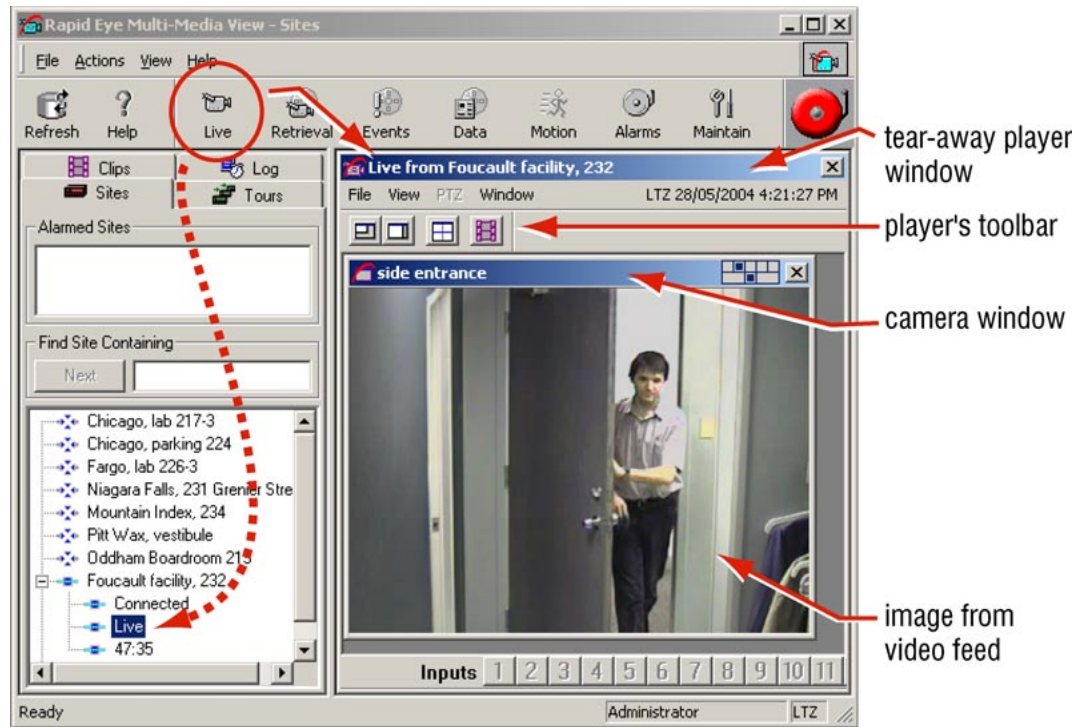 Rapid Eye Multi-Media View - Sites
File Actions View Help
Refresh Help Live Retrieval Events Data Motion Alarms Maintain
Clips Log
Sites Tours
Alarmed Sites
Find Site Containing
Next
Chicago, lab 217-3
Chicago, parking 224
Fargo, lab 226-3
Niagara Falls, 231 Grenier Stre
Mountain Index, 234
Pitt Wax, vestibule
Oddham Boardroom 215
Foucault facility, 232
Connected
Live
47:35
Live from Foucault facility, 232
File View PTZ Window LTZ 28/05/2004 4:21:27 PM
side entrance
Inputs 1 2 3 4 5 6 7 8 9 10 11
Ready Administrator LTZ
tear-away player
window
player's toolbar
camera window
image from
video feed